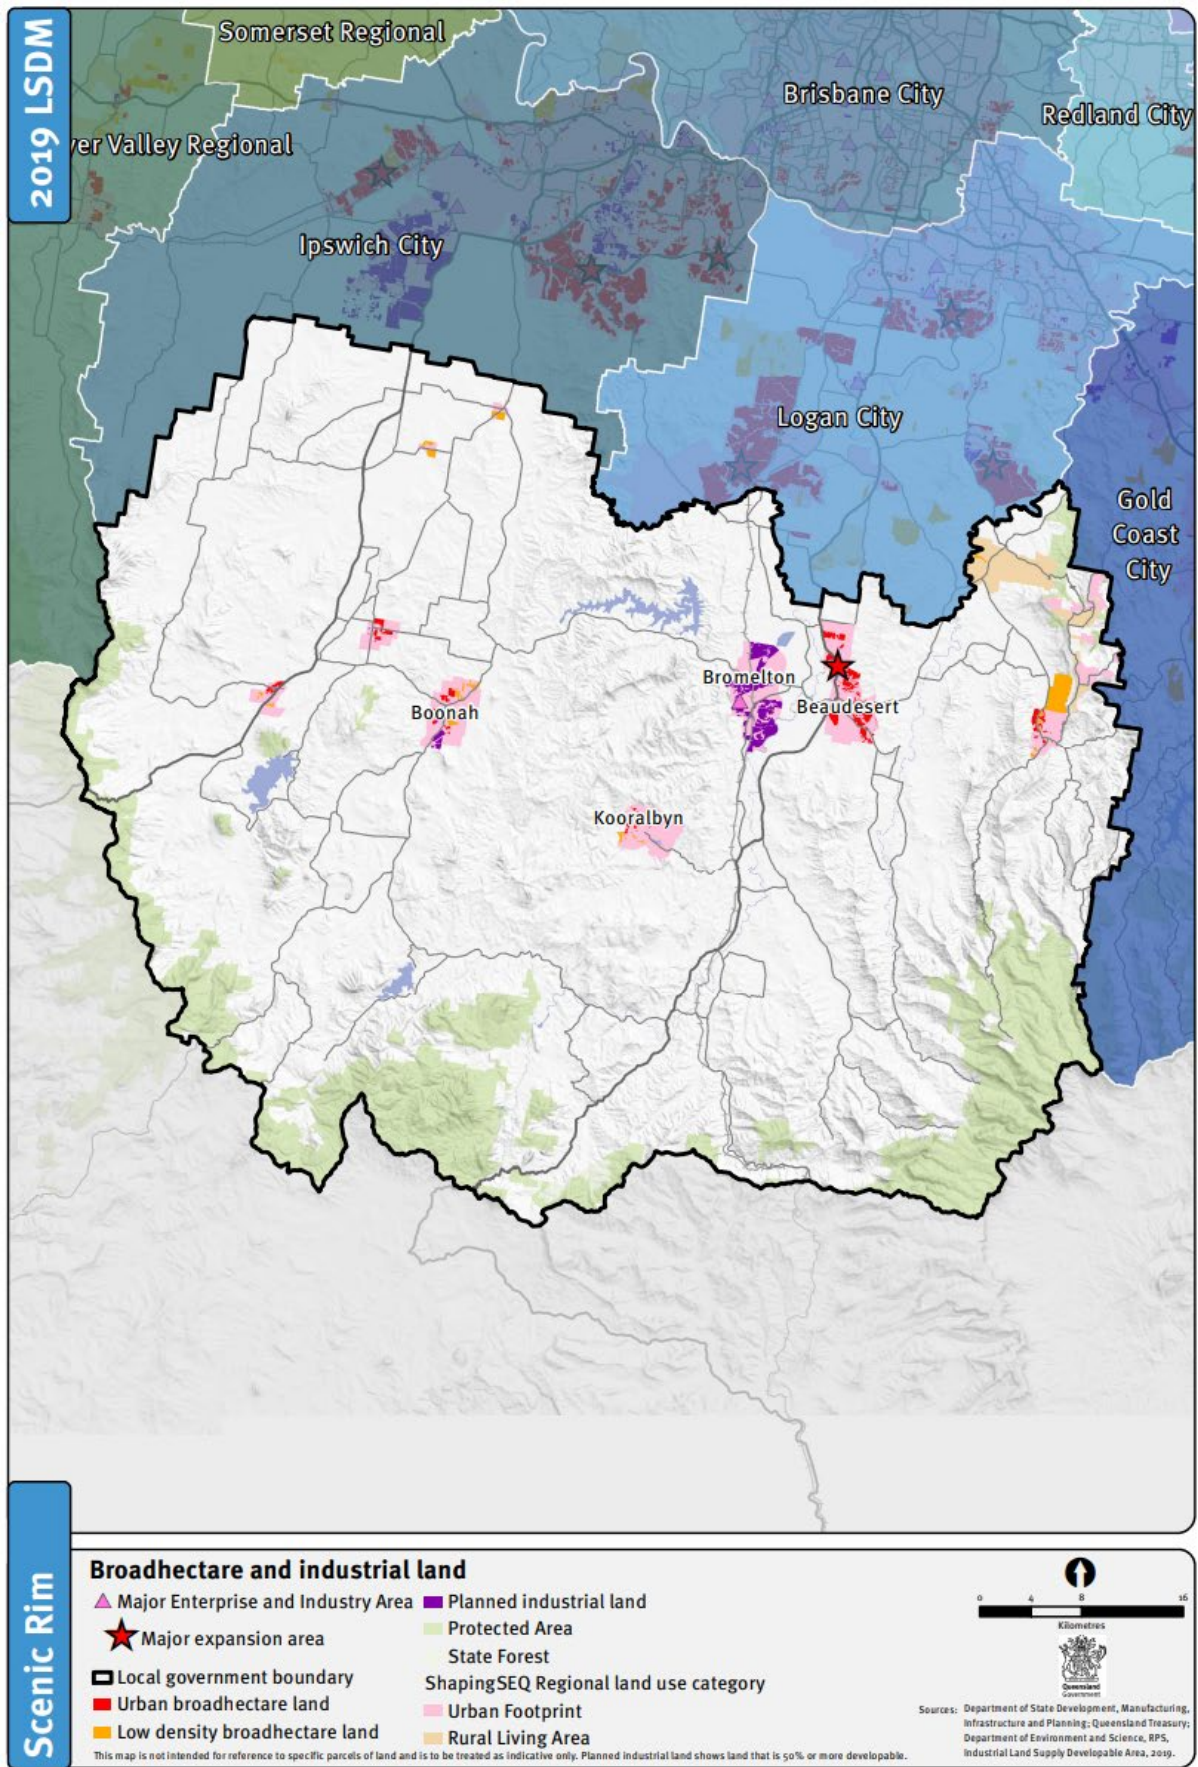 2019 LSDM
Somerset Regional
Brisbane City
Redland City
yer Valley Regional
Ipswich City
Logan City
Gold
Coast
City
Bromelton
Boonah
Beaudesert
Kooralbyn
Scenic Rim
Broadhectare and industrial land
Major Enterprise and Industry Area
Major expansion area
Local government boundary
Urban broadhectare land
Low density broadhectare land
Planned industrial land
Protected Area
State Forest
ShapingSEQ Regional land use category
Urban Footprint
Rural Living Area
This map is not intended for reference to specific parcels of land and is to be treated as indicative only. Planned industrial land shows land that is 50% or more developable.
0 4 8 16
Kilometres
Queensland
Government
Sources: Department of State Development, Manufacturing,
Infrastructure and Planning; Queensland Treasury;
Department of Environment and Science, RPS,
Industrial Land Supply Developable Area, 2019.